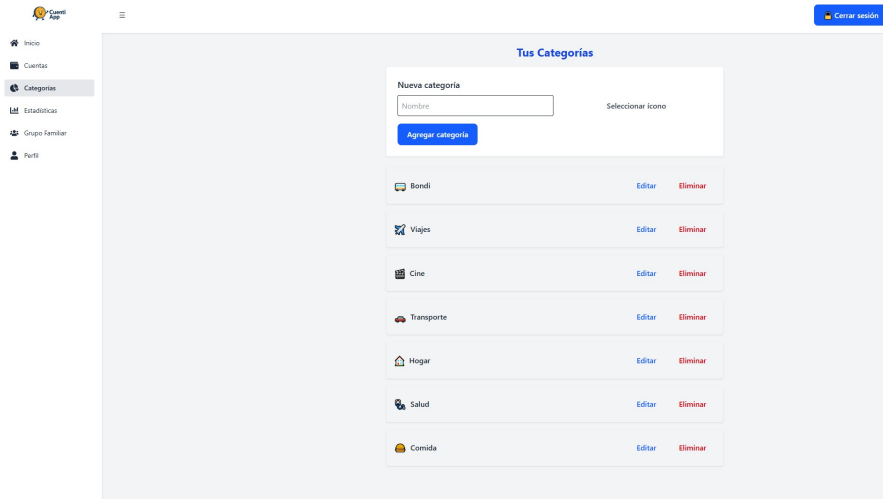 Cuenti
App
☰
Cerrar sesión
Inicio
Cuentas
Categorías
Estadísticas
Grupo Familiar
Perfil
Tus Categorías
Nueva categoría
Nombre
Seleccionar ícono
Agregar categoría
Bondi Editar Eliminar
Viajes Editar Eliminar
Cine Editar Eliminar
Transporte Editar Eliminar
Hogar Editar Eliminar
Salud Editar Eliminar
Comida Editar Eliminar